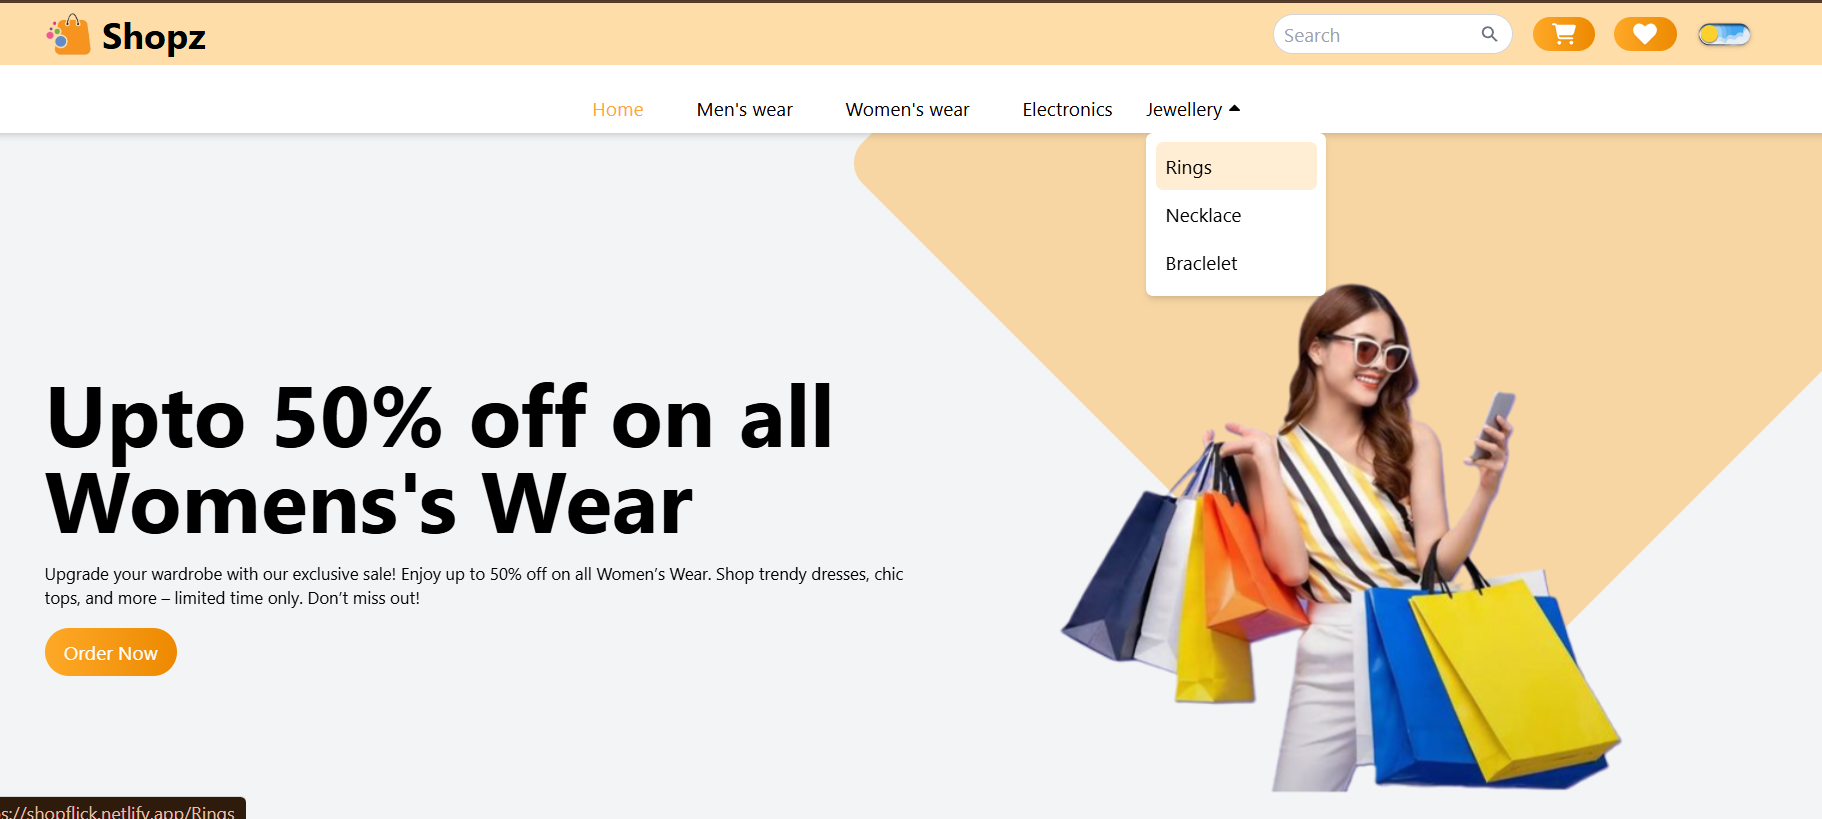 Shopz
Search
Home Men's wear Women's wear Electronics Jewellery
Rings
Necklace
Braclelet
Upto 50% off on all
Womens's Wear
Upgrade your wardrobe with our exclusive sale! Enjoy up to 50% off on all Women’s Wear. Shop trendy dresses, chic
tops, and more – limited time only. Don’t miss out!
Order Now
s://shopflick.netlify.app/Rings